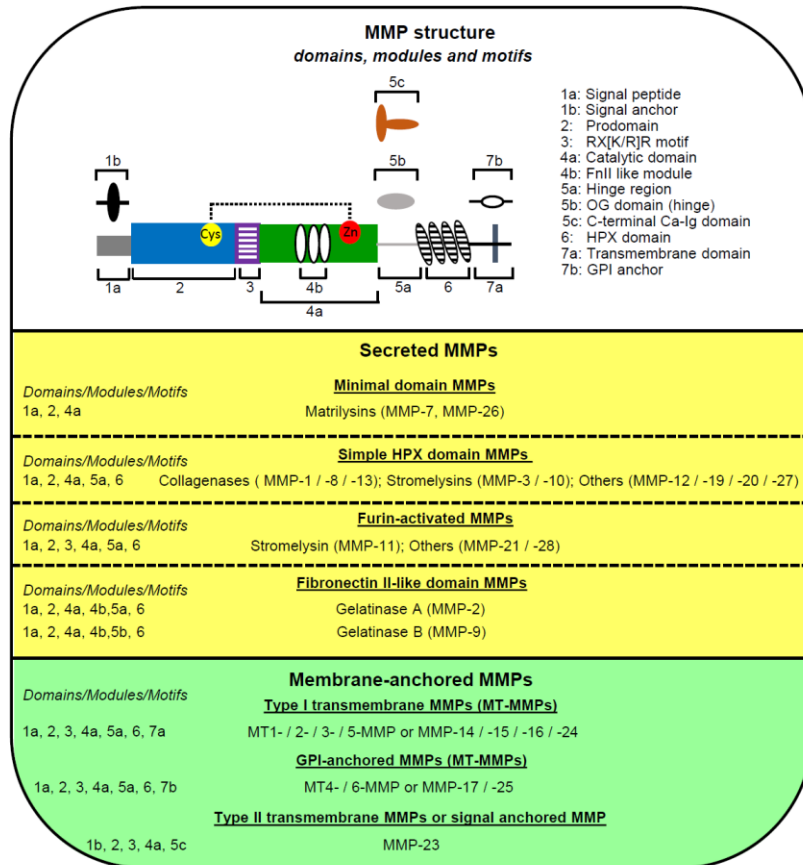 MMP structure
domains, modules and motifs
5c
1a: Signal peptide
1b: Signal anchor
2: Prodomain
3: RX[K/R]R motif
4a: Catalytic domain
4b: FnII like module
5a: Hinge region
5b: OG domain (hinge)
5c: C-terminal Ca-Ig domain
6: HPX domain
7a: Transmembrane domain
7b: GPI anchor
1b 5b 7b
Cys Zn
1a 2 3 4b 5a 6 7a
4a
Secreted MMPs
Minimal domain MMPs
Domains/Modules/Motifs
1a, 2, 4a Matrilysins (MMP-7, MMP-26)
Simple HPX domain MMPs
Domains/Modules/Motifs
1a, 2, 4a, 5a, 6 Collagenases ( MMP-1 / -8 / -13); Stromelysins (MMP-3 / -10); Others (MMP-12 / -19 / -20 / -27)
Furin-activated MMPs
Domains/Modules/Motifs
1a, 2, 3, 4a, 5a, 6 Stromelysin (MMP-11); Others (MMP-21 / -28)
Fibronectin II-like domain MMPs
Domains/Modules/Motifs
1a, 2, 4a, 4b,5a, 6 Gelatinase A (MMP-2)
1a, 2, 4a, 4b,5b, 6 Gelatinase B (MMP-9)
Membrane-anchored MMPs
Domains/Modules/Motifs
Type I transmembrane MMPs (MT-MMPs)
1a, 2, 3, 4a, 5a, 6, 7a MT1- / 2- / 3- / 5-MMP or MMP-14 / -15 / -16 / -24
GPI-anchored MMPs (MT-MMPs)
1a, 2, 3, 4a, 5a, 6, 7b MT4- / 6-MMP or MMP-17 / -25
Type II transmembrane MMPs or signal anchored MMP
1b, 2, 3, 4a, 5c MMP-23